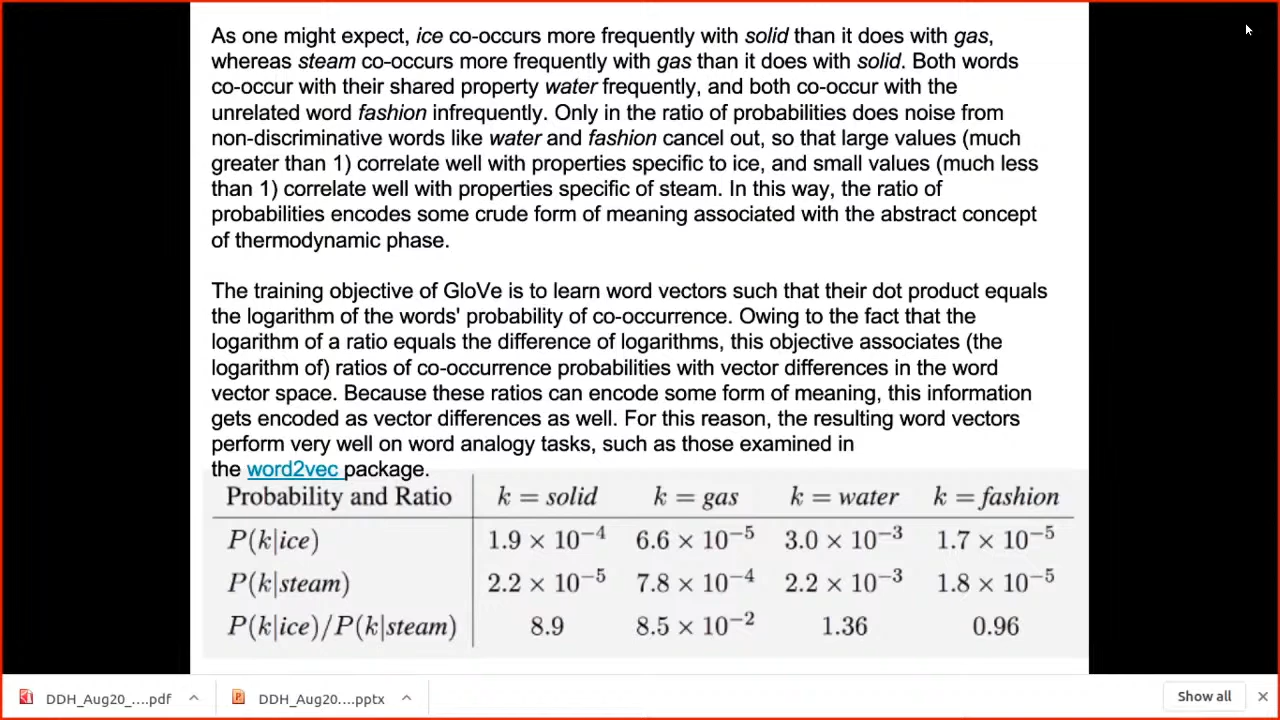 As one might expect, ice co-occurs more frequently with solid than it does with gas,
whereas steam co-occurs more frequently with gas than it does with solid. Both words
co-occur with their shared property water frequently, and both co-occur with the
unrelated word fashion infrequently. Only in the ratio of probabilities does noise from
non-discriminative words like water and fashion cancel out, so that large values (much
greater than 1) correlate well with properties specific to ice, and small values (much less
than 1) correlate well with properties specific of steam. In this way, the ratio of
probabilities encodes some crude form of meaning associated with the abstract concept
of thermodynamic phase.
The training objective of GloVe is to learn word vectors such that their dot product equals
the logarithm of the words' probability of co-occurrence. Owing to the fact that the
logarithm of a ratio equals the difference of logarithms, this objective associates (the
logarithm of) ratios of co-occurrence probabilities with vector differences in the word
vector space. Because these ratios can encode some form of meaning, this information
gets encoded as vector differences as well. For this reason, the resulting word vectors
perform very well on word analogy tasks, such as those examined in
the word2vec package.
Probability and Ratio k = solid k = gas k = water k = fashion
P(k|ice) 1.9 × 10⁻⁴ 6.6 × 10⁻⁵ 3.0 × 10⁻³ 1.7 × 10⁻⁵
P(k|steam) 2.2 × 10⁻⁵ 7.8 × 10⁻⁴ 2.2 × 10⁻³ 1.8 × 10⁻⁵
P(k|ice)/P(k|steam) 8.9 8.5 × 10⁻² 1.36 0.96
DDH_Aug20_....pdf DDH_Aug20....pptx Show all